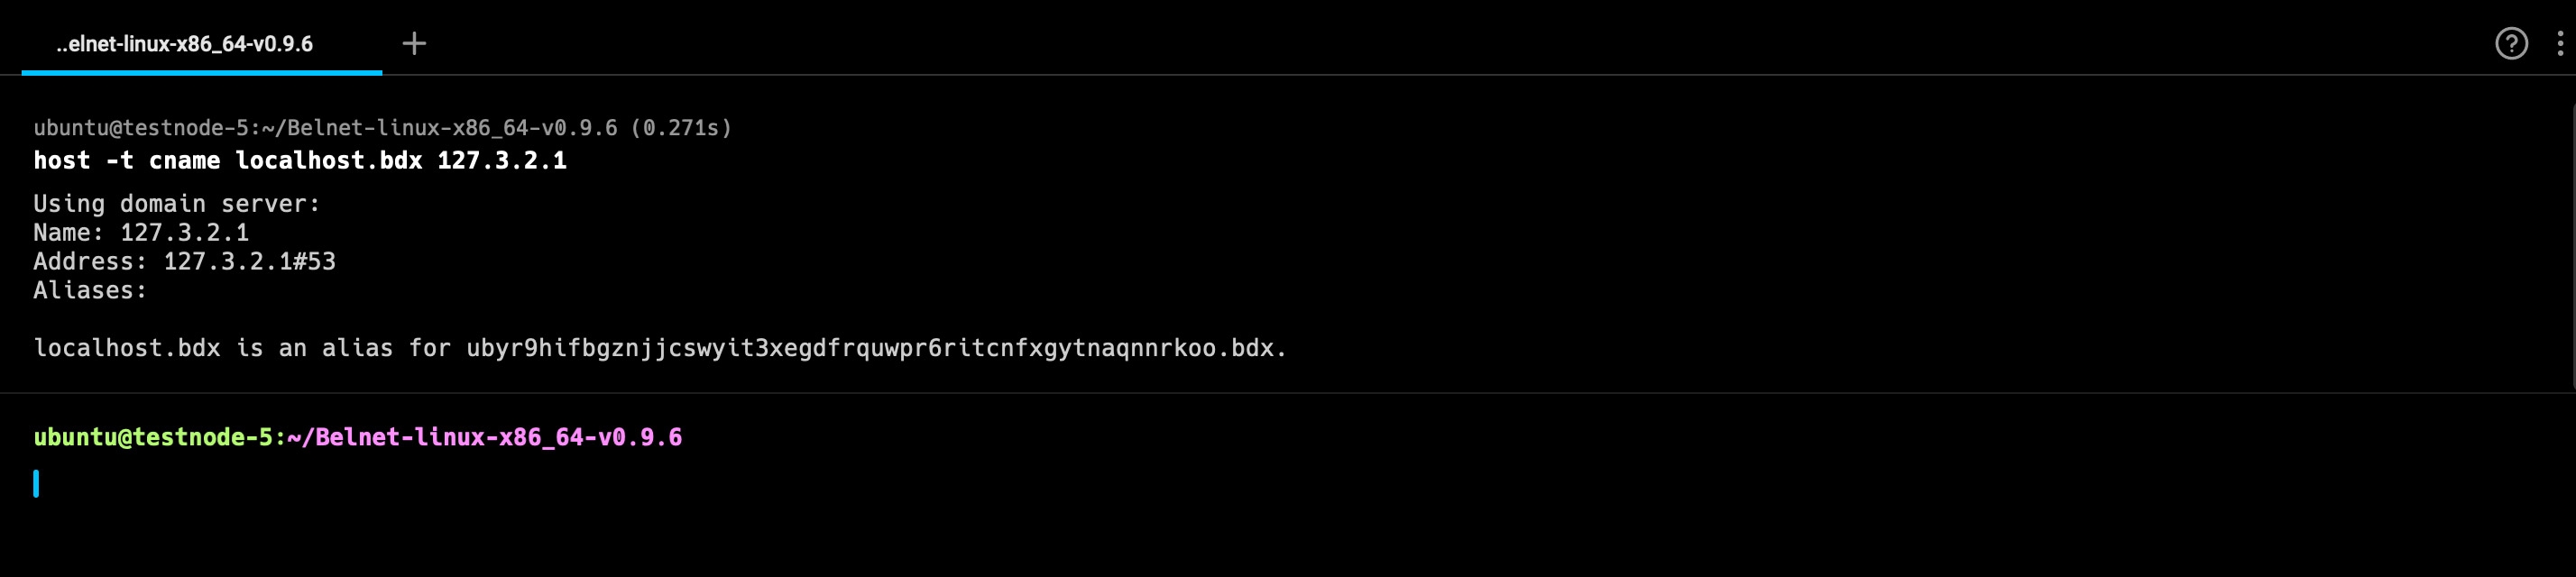 ..elnet-linux-x86_64-v0.9.6
ubuntu@testnode-5:~/Belnet-linux-x86_64-v0.9.6 (0.271s)
host -t cname localhost.bdx 127.3.2.1
Using domain server:
Name: 127.3.2.1
Address: 127.3.2.1#53
Aliases:
localhost.bdx is an alias for ubyr9hifbgznjjcswyit3xegdfrquwpr6ritcnfxgytnaqnnrkoo.bdx.
ubuntu@testnode-5:~/Belnet-linux-x86_64-v0.9.6